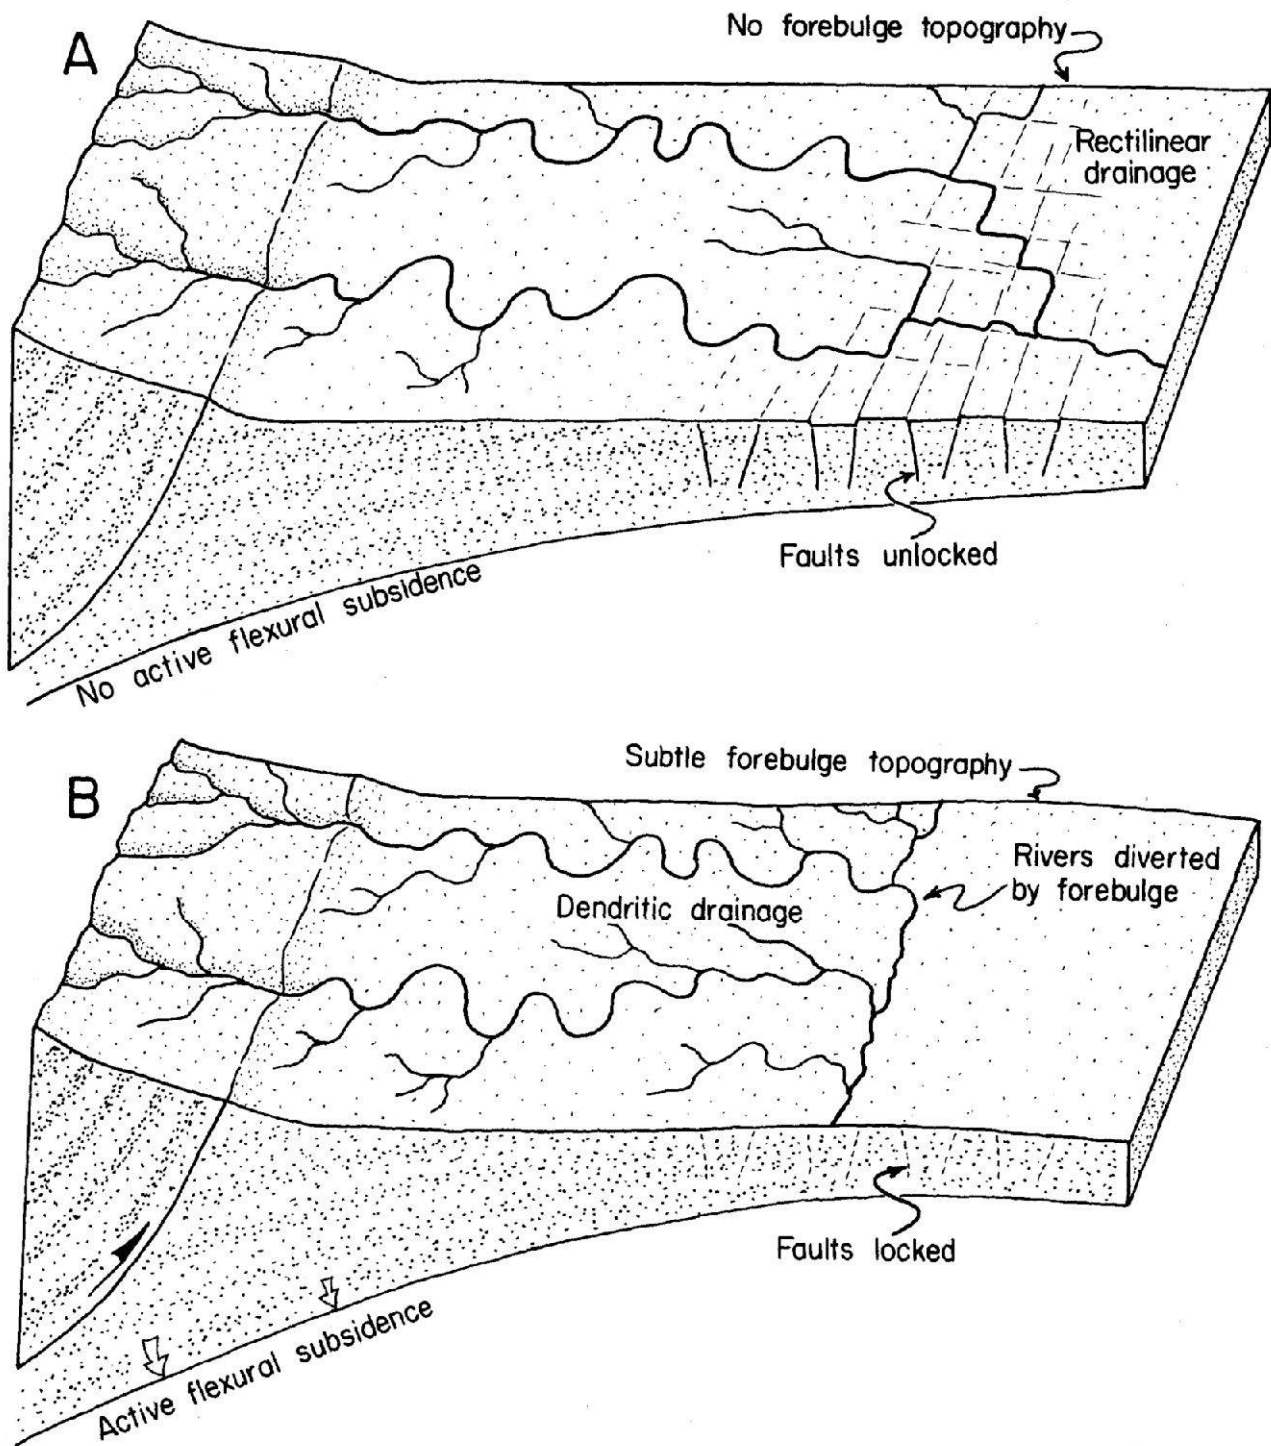 A
No forebulge topography
Rectilinear
drainage
Faults unlocked
No active flexural subsidence
B
Subtle forebulge topography
Rivers diverted
by forebulge
Dendritic drainage
Faults locked
Active flexural subsidence